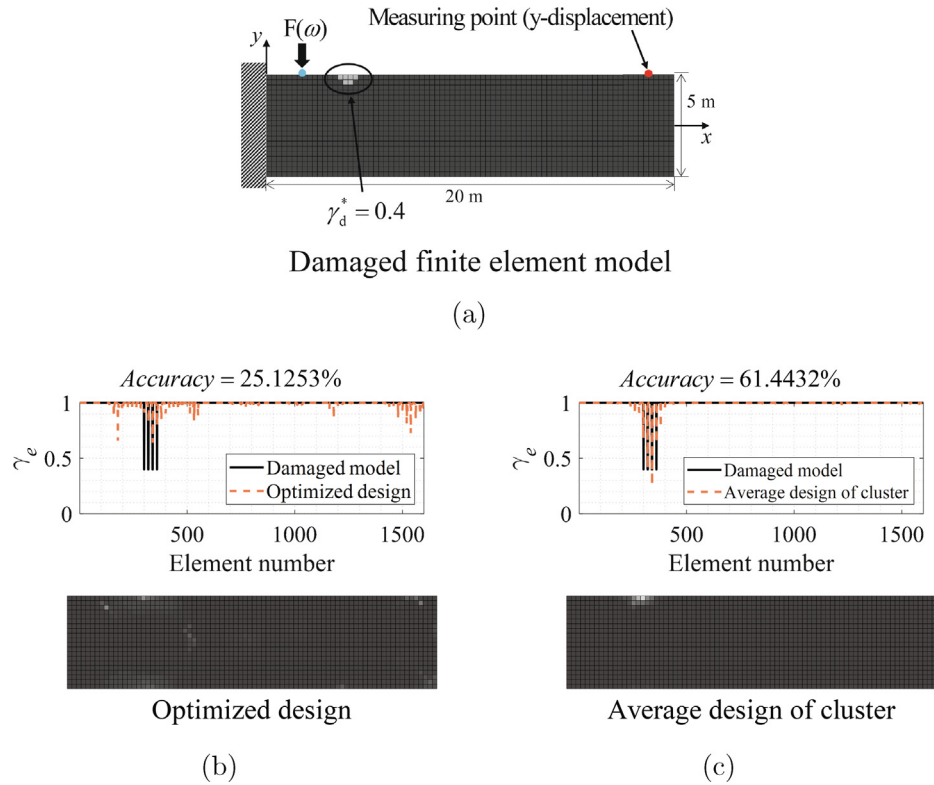 Measuring point (y-displacement)
F(ω)
y
5 m
x
20 m
γ*d = 0.4
Damaged finite element model
(a)
Accuracy = 25.1253%
1
0.5
0
γe
Damaged model
Optimized design
500
1000
1500
Element number
Optimized design
(b)
Accuracy = 61.4432%
1
0.5
0
γe
Damaged model
Average design of cluster
500
1000
1500
Element number
Average design of cluster
(c)